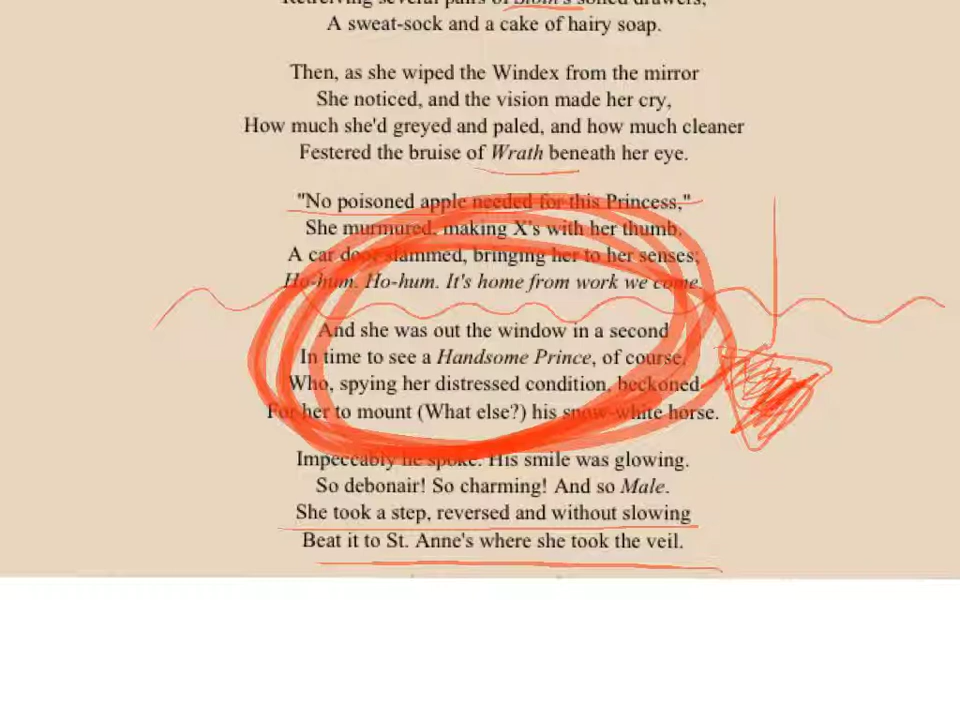 Retreiving several pairs of Sloth's soiled drawers,
A sweat-sock and a cake of hairy soap.
Then, as she wiped the Windex from the mirror
She noticed, and the vision made her cry,
How much she'd greyed and paled, and how much cleaner
Festered the bruise of Wrath beneath her eye.
"No poisoned apple needed for this Princess,"
She murmured, making X's with her thumb.
A car door slammed, bringing her to her senses;
Ho-hum. Ho-hum. It's home from work we come.
And she was out the window in a second
In time to see a Handsome Prince, of course,
Who, spying her distressed condition, beckoned
For her to mount (What else?) his snow-white horse.
Impeccably he spoke. His smile was glowing.
So debonair! So charming! And so Male.
She took a step, reversed and without slowing
Beat it to St. Anne's where she took the veil.